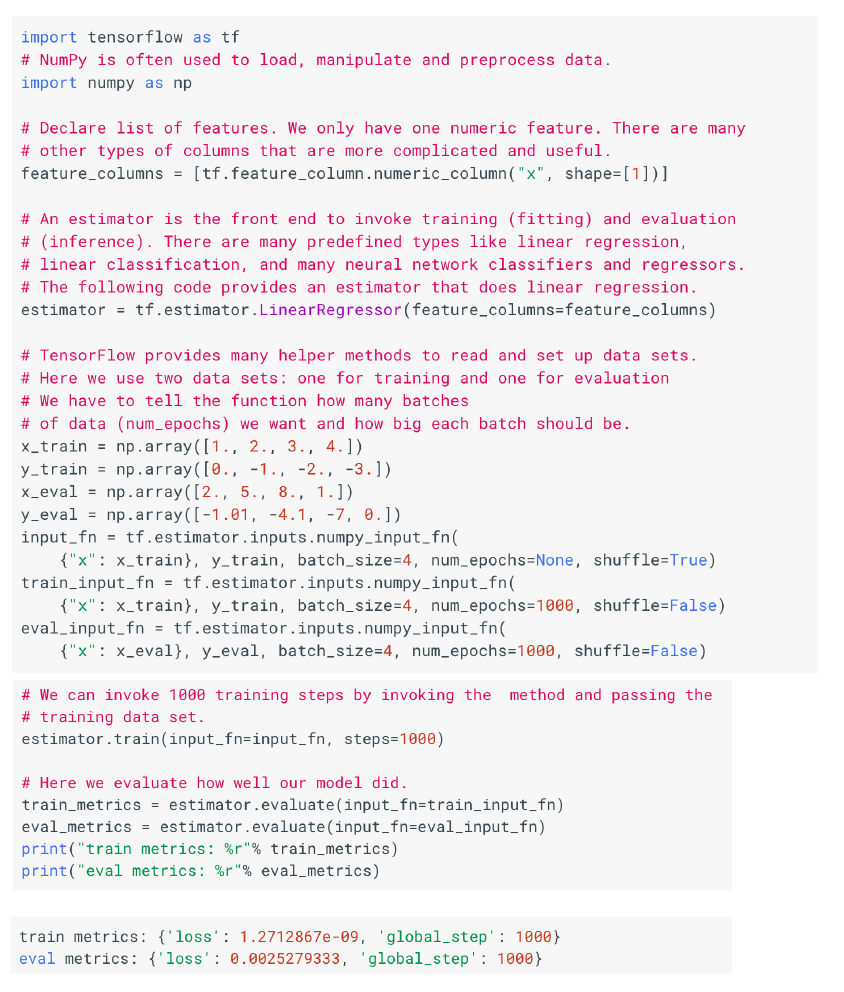 import tensorflow as tf
# NumPy is often used to load, manipulate and preprocess data.
import numpy as np

# Declare list of features. We only have one numeric feature. There are many
# other types of columns that are more complicated and useful.
feature_columns = [tf.feature_column.numeric_column("x", shape=[1])]

# An estimator is the front end to invoke training (fitting) and evaluation
# (inference). There are many predefined types like linear regression,
# linear classification, and many neural network classifiers and regressors.
# The following code provides an estimator that does linear regression.
estimator = tf.estimator.LinearRegressor(feature_columns=feature_columns)

# TensorFlow provides many helper methods to read and set up data sets.
# Here we use two data sets: one for training and one for evaluation
# We have to tell the function how many batches
# of data (num_epochs) we want and how big each batch should be.
x_train = np.array([1., 2., 3., 4.])
y_train = np.array([0., -1., -2., -3.])
x_eval = np.array([2., 5., 8., 1.])
y_eval = np.array([-1.01, -4.1, -7, 0.])
input_fn = tf.estimator.inputs.numpy_input_fn(
    {"x": x_train}, y_train, batch_size=4, num_epochs=None, shuffle=True)
train_input_fn = tf.estimator.inputs.numpy_input_fn(
    {"x": x_train}, y_train, batch_size=4, num_epochs=1000, shuffle=False)
eval_input_fn = tf.estimator.inputs.numpy_input_fn(
    {"x": x_eval}, y_eval, batch_size=4, num_epochs=1000, shuffle=False)

# We can invoke 1000 training steps by invoking the  method and passing the
# training data set.
estimator.train(input_fn=input_fn, steps=1000)

# Here we evaluate how well our model did.
train_metrics = estimator.evaluate(input_fn=train_input_fn)
eval_metrics = estimator.evaluate(input_fn=eval_input_fn)
print("train metrics: %r"% train_metrics)
print("eval metrics: %r"% eval_metrics)

train metrics: {'loss': 1.2712867e-09, 'global_step': 1000}
eval metrics: {'loss': 0.0025279333, 'global_step': 1000}